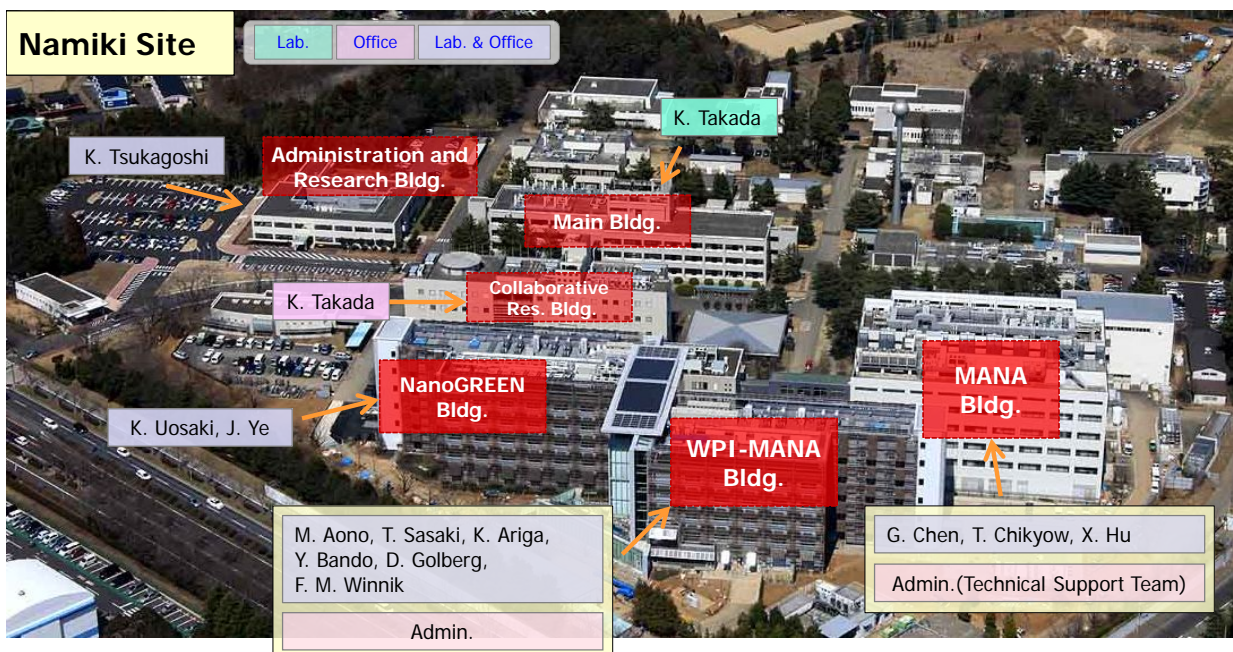 Namiki Site
Lab.
Office
Lab. & Office
K. Takada
K. Tsukagoshi
Administration and
Research Bldg.
Main Bldg.
K. Takada
Collaborative
Res. Bldg.
NanoGREEN
Bldg.
MANA
Bldg.
K. Uosaki, J. Ye
WPI-MANA
Bldg.
M. Aono, T. Sasaki, K. Ariga,
Y. Bando, D. Golberg,
F. M. Winnik
Admin.
G. Chen, T. Chikyow, X. Hu
Admin.(Technical Support Team)